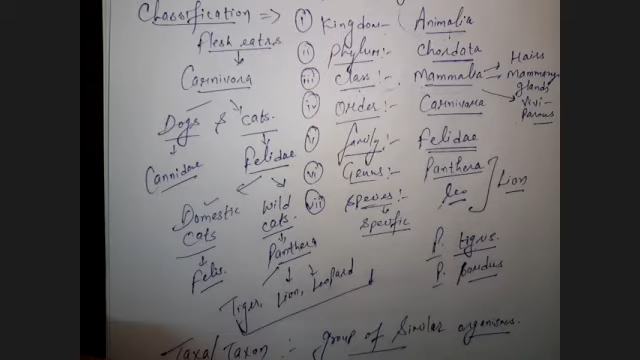 Classification => i Kingdom:- Animalia
Flesh eaters
Carnivora
Dogs & Cats.
Cannidae
Felidae
Domestic Cats
Felis.
Wild Cats.
Panthera
Tiger, Lion, Leopard
ii Phylum:- Chordata
iii Class:- Mammalia
Hairs
Mammary glands
Vivi-
Parous
iv Order:- Carnivora
v family:- Felidae
vi Genus:- Panthera
vii Species:- leo
Specific
Lion
P. tigris.
P. pardus
Taxa/Taxon :- group of Similar organisms.